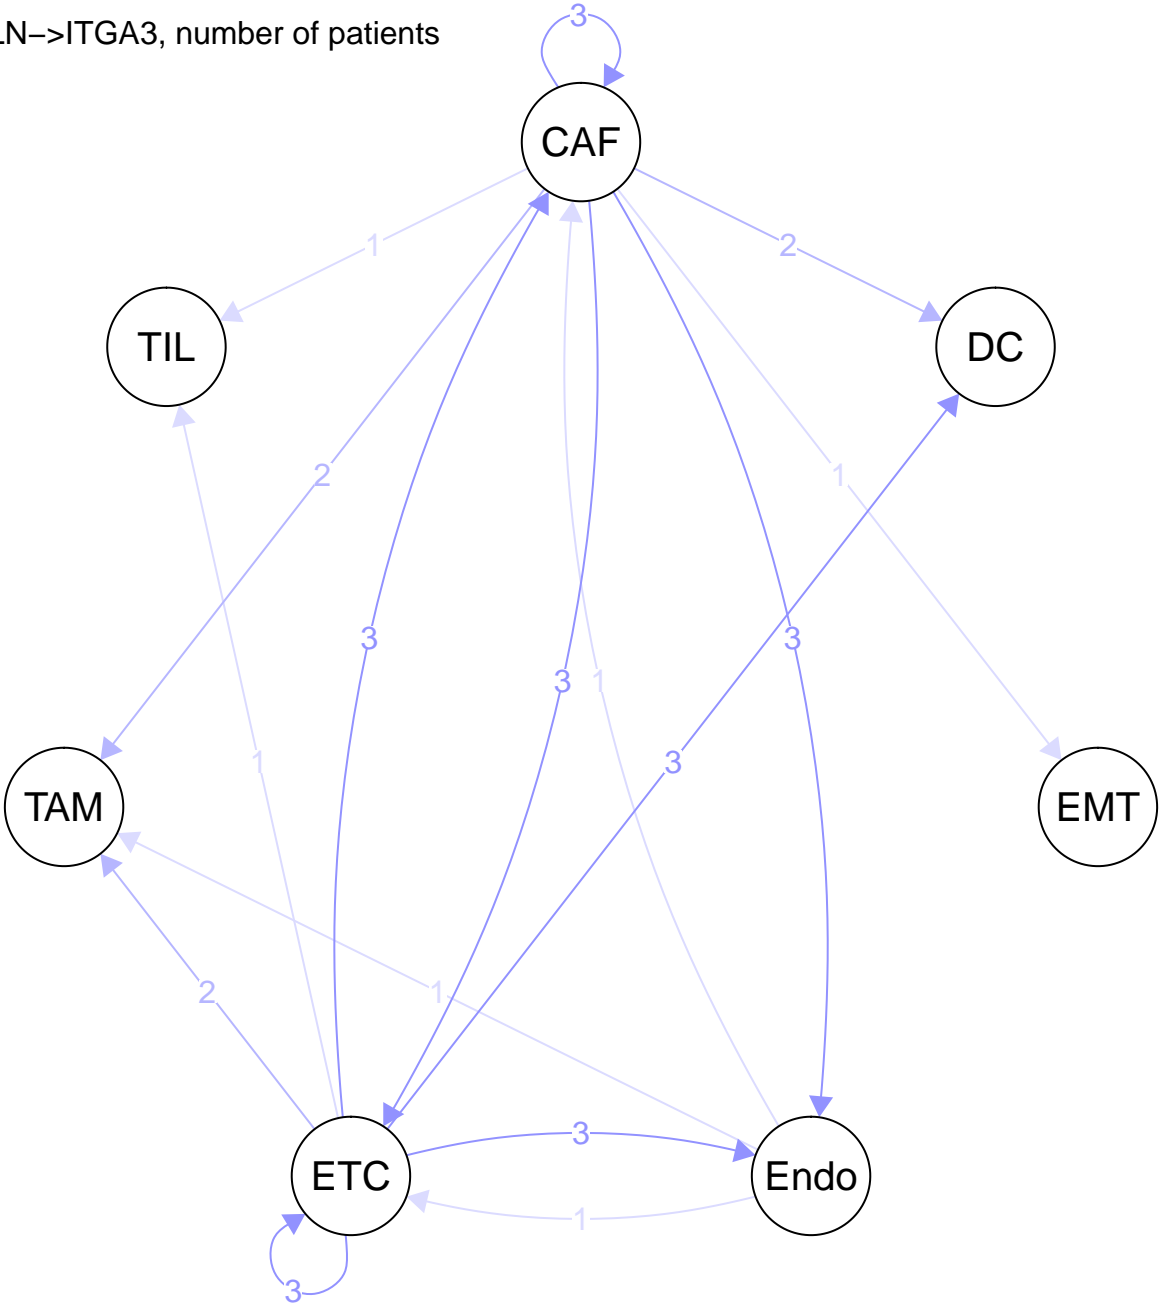 LN–>ITGA3, number of patients
3
CAF
1
2
TIL
DC
2
1
3
3
3
1
1
3
TAM
EMT
2
1
3
ETC
Endo
1
3